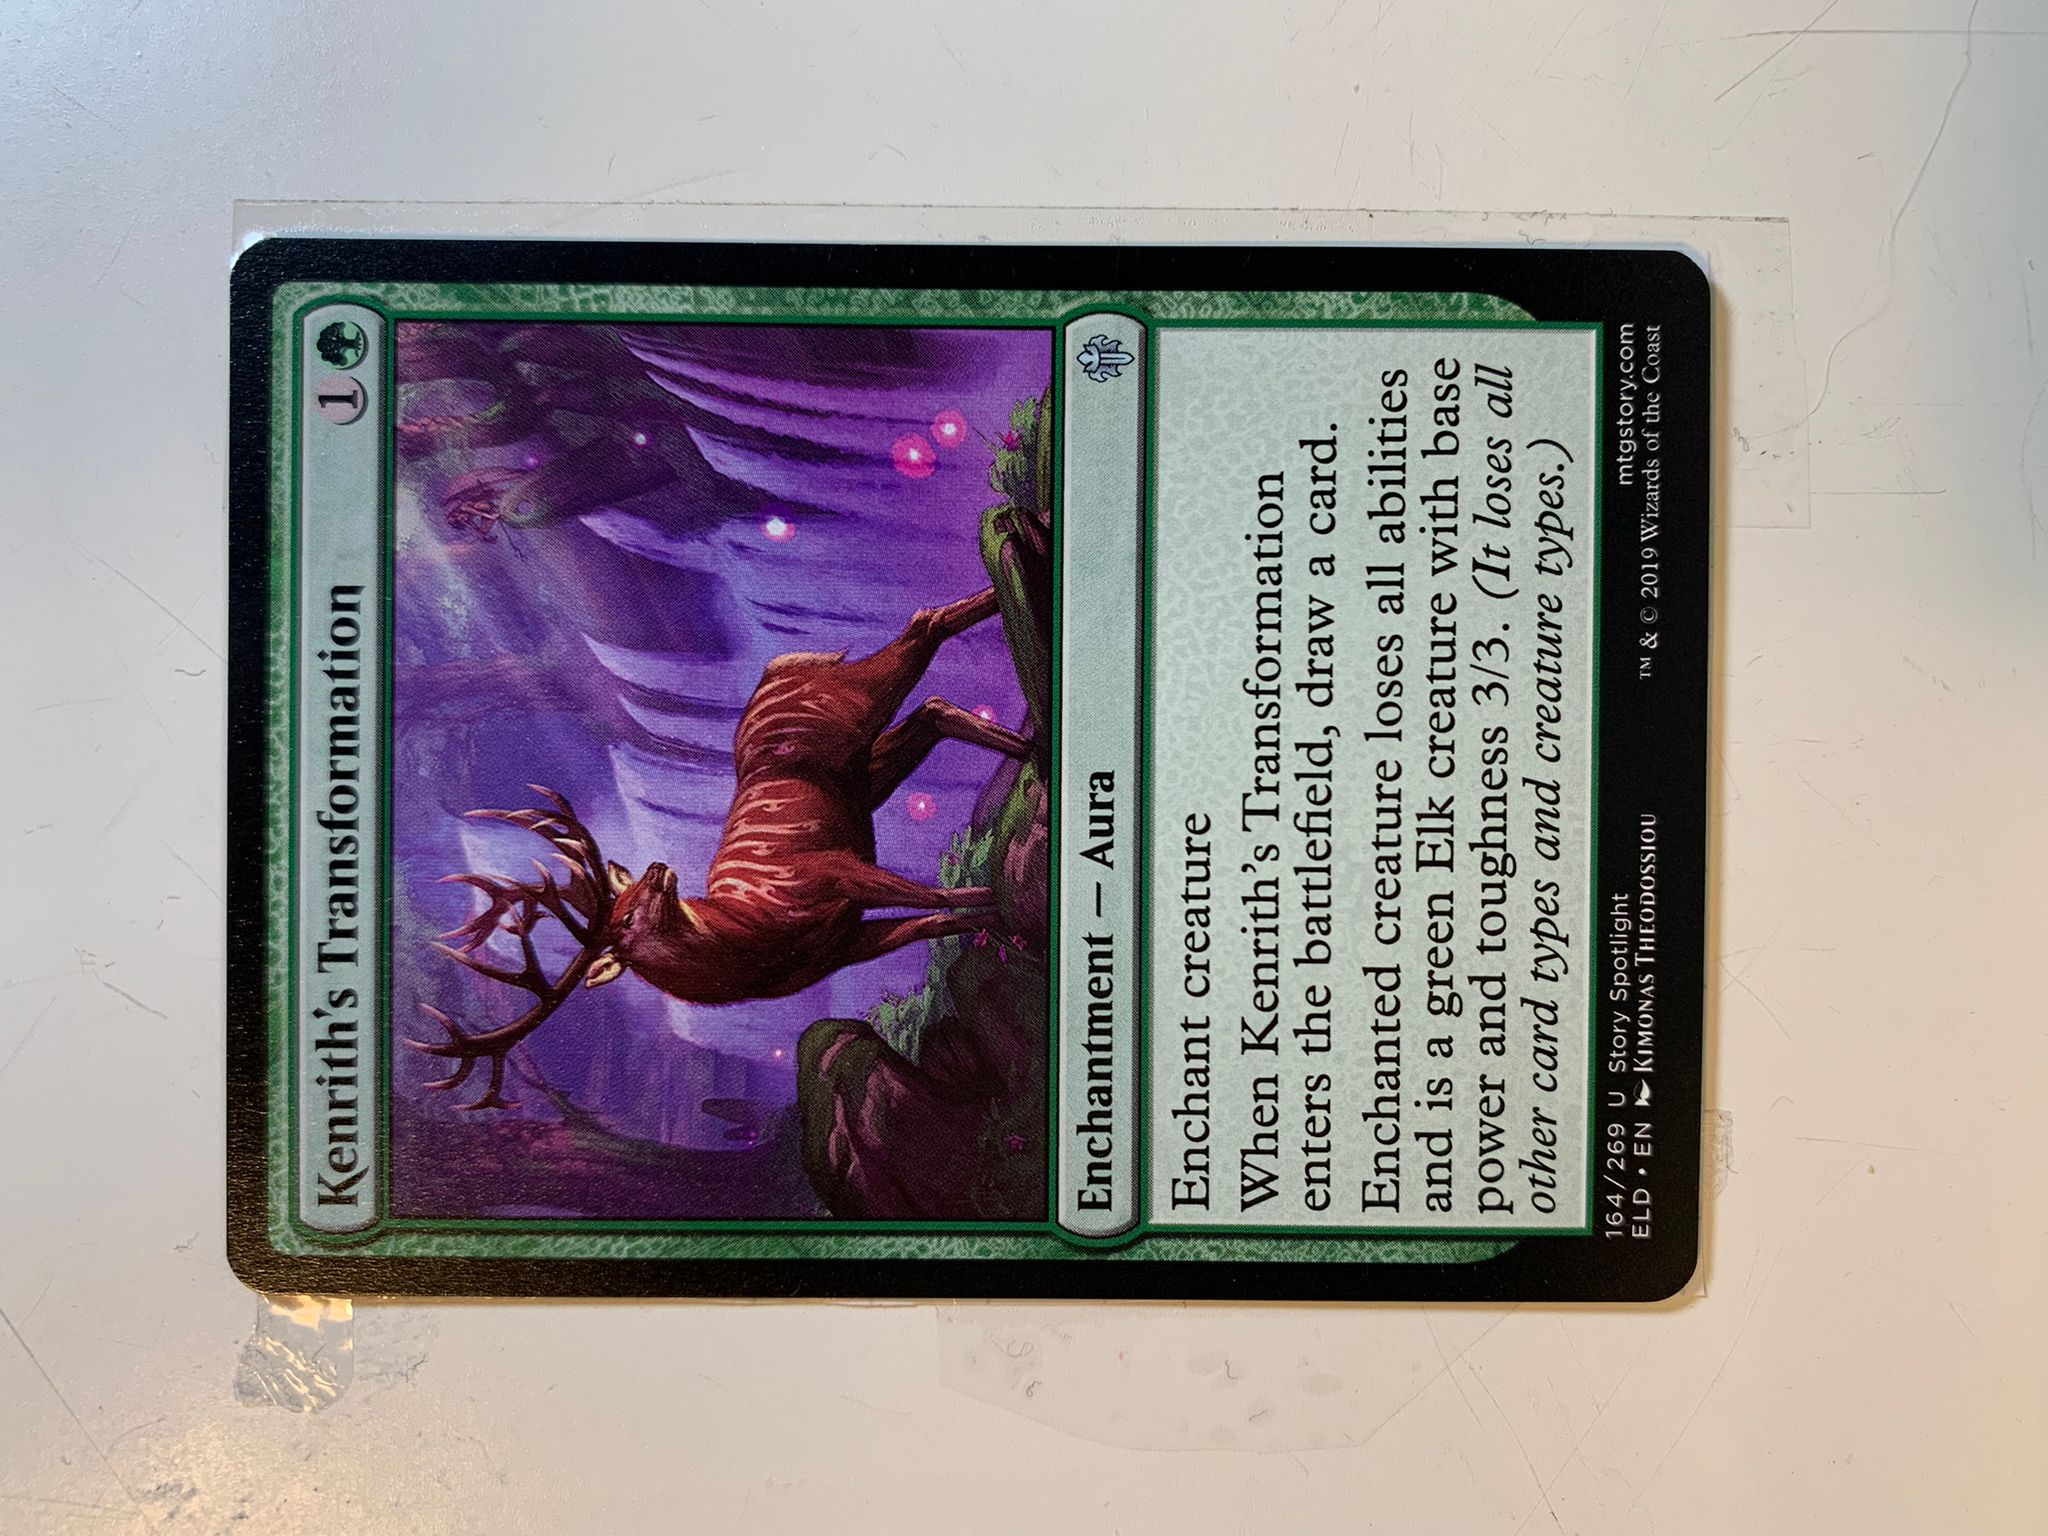 Kenrith's Transformation
1
Enchantment — Aura
Enchant creature
When Kenrith's Transformation
enters the battlefield, draw a card.
Enchanted creature loses all abilities
and is a green Elk creature with base
power and toughness 3/3. (It loses all
other card types and creature types.)
164/269 U Story Spotlight
mtgstory.com
ELD • EN KIMONAS THEODOSSIOU
™ & © 2019 Wizards of the Coast